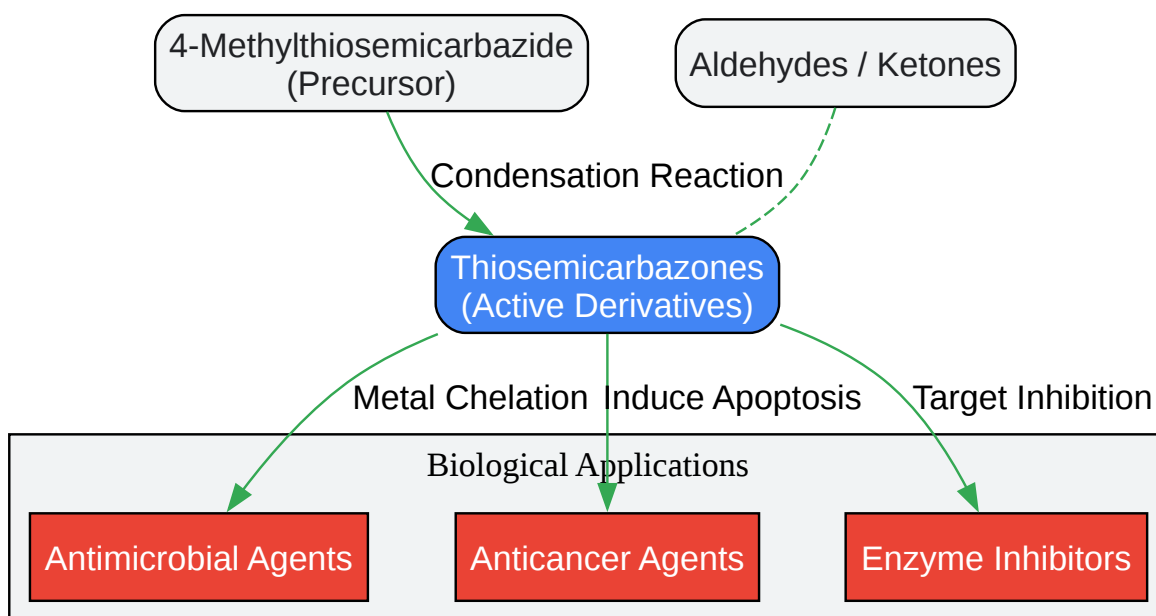 4-Methylthiosemicarbazide
(Precursor)
Aldehydes / Ketones
Condensation Reaction
Thiosemicarbazones
(Active Derivatives)
Metal Chelation
Induce Apoptosis
Target Inhibition
Biological Applications
Antimicrobial Agents
Anticancer Agents
Enzyme Inhibitors